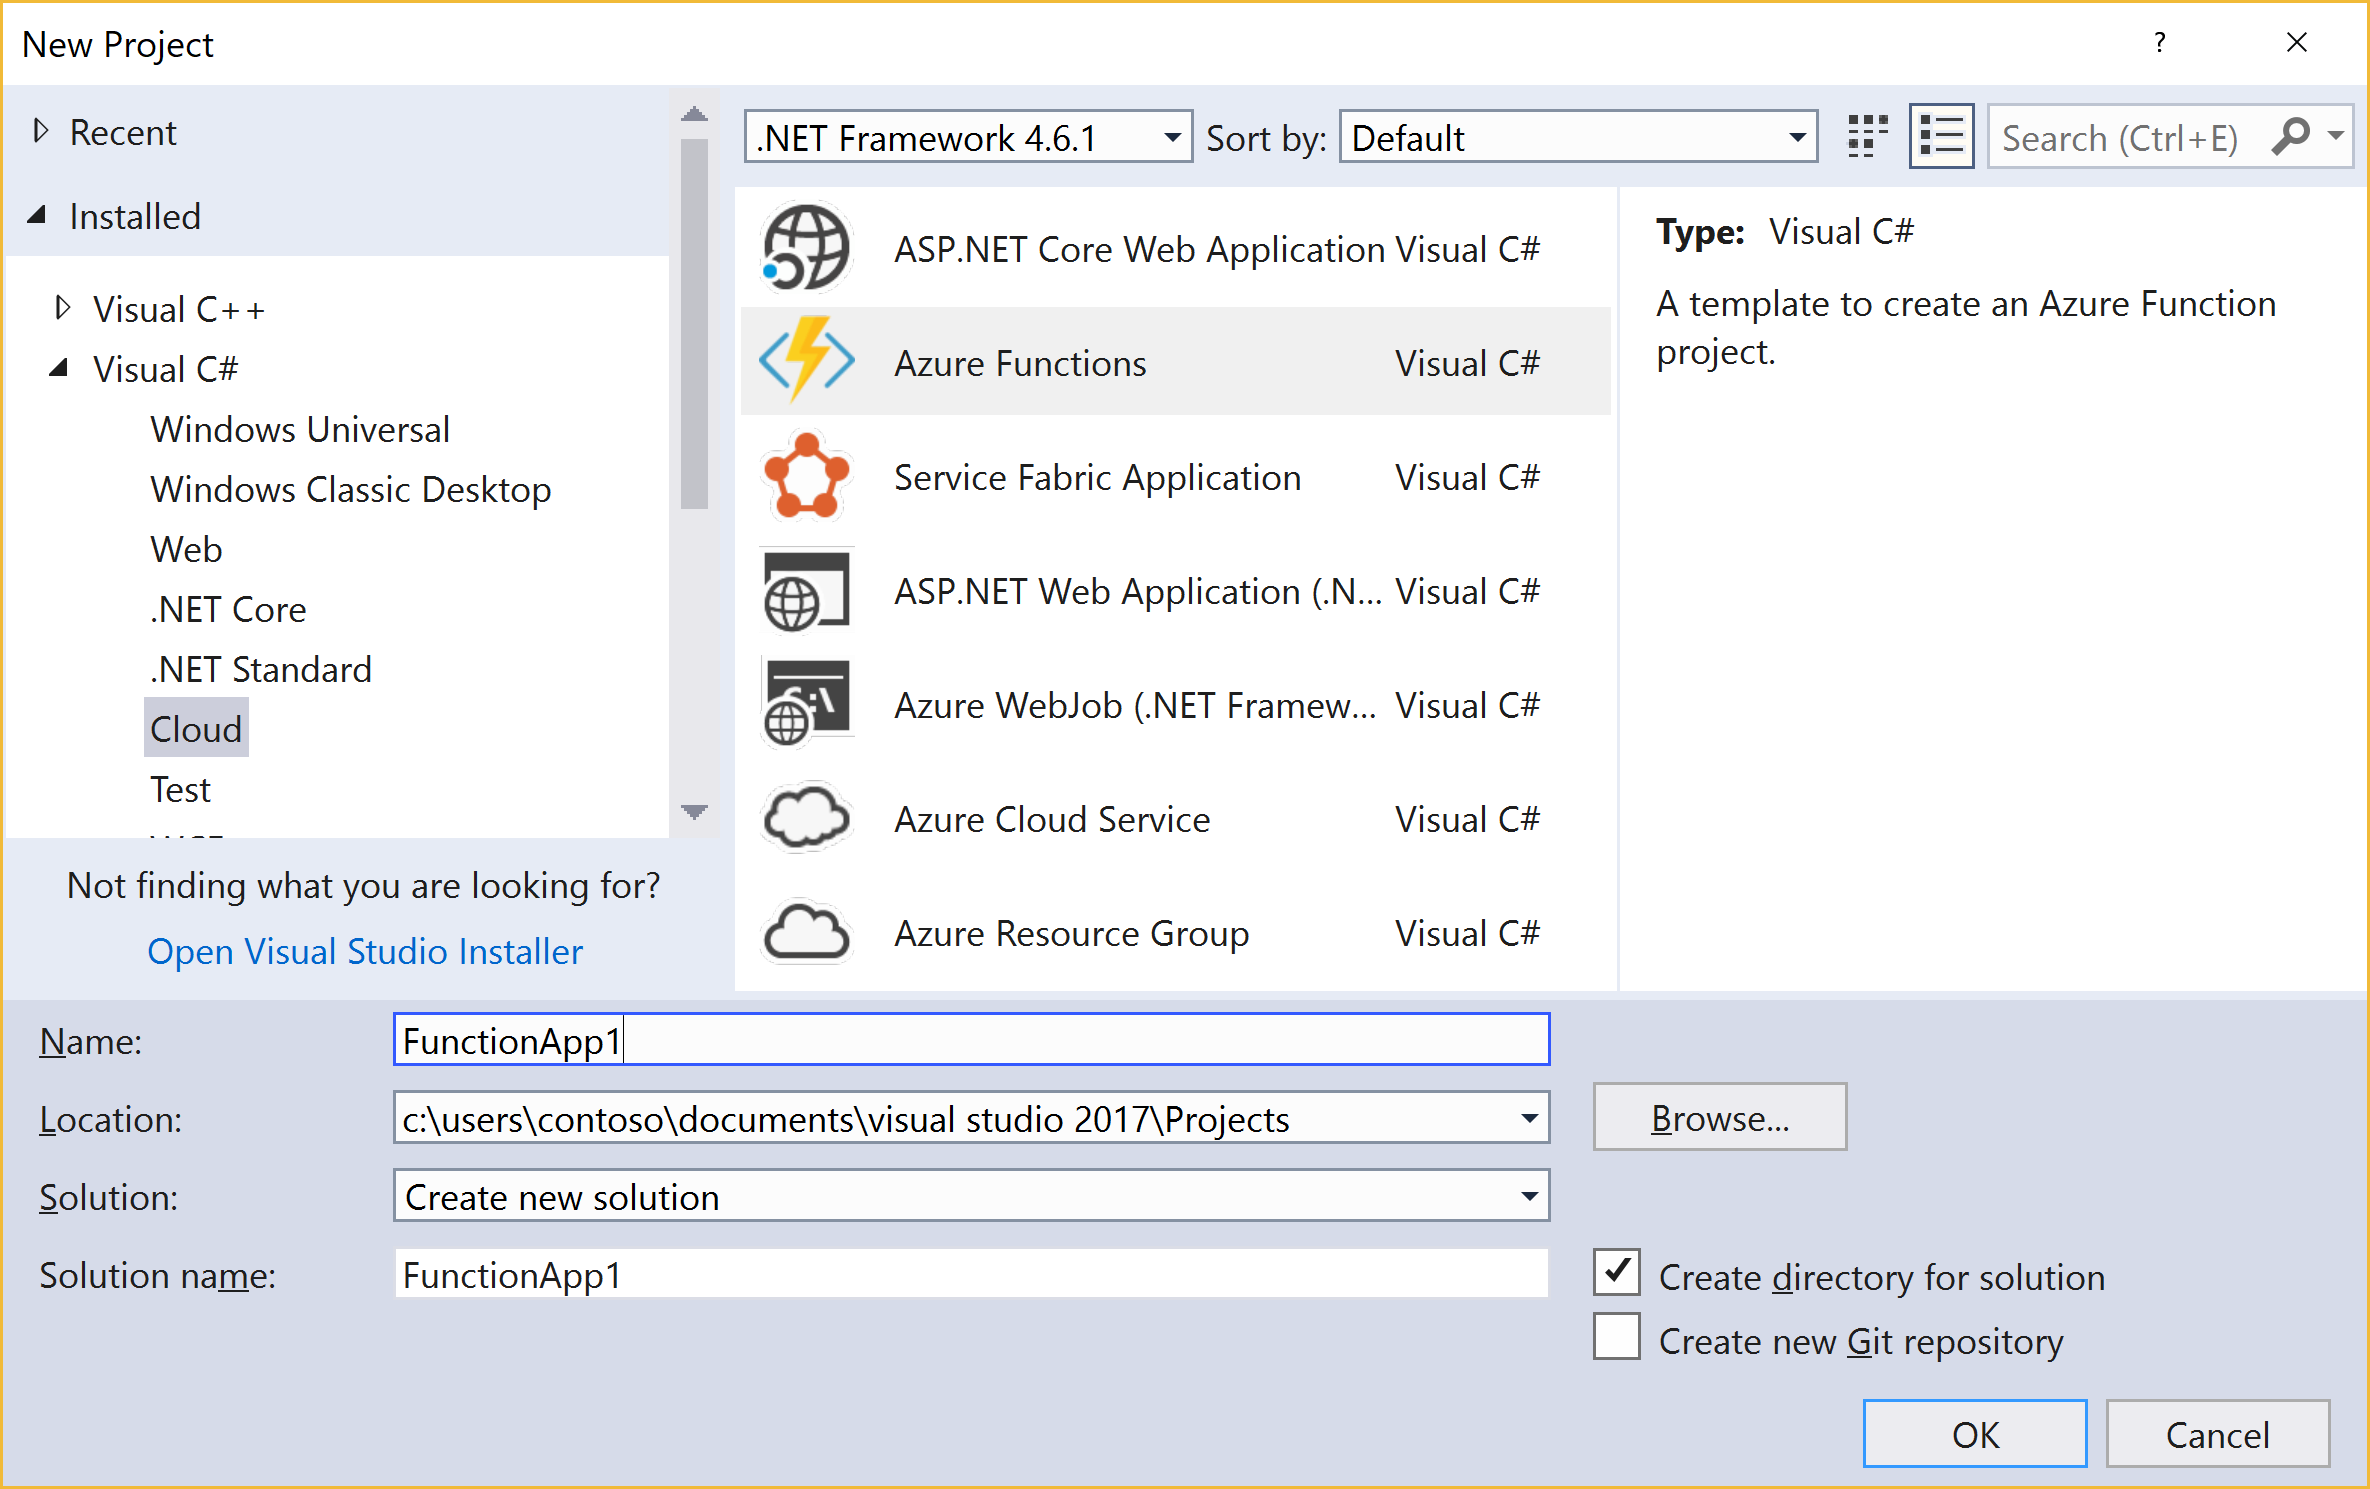 New Project
?
Recent
Installed
Visual C++
Visual C#
Windows Universal
Windows Classic Desktop
Web
.NET Core
.NET Standard
Cloud
Test
Not finding what you are looking for?
Open Visual Studio Installer
.NET Framework 4.6.1 Sort by: Default
Search (Ctrl+E)
ASP.NET Core Web Application Visual C#
Azure Functions Visual C#
Service Fabric Application Visual C#
ASP.NET Web Application (.N... Visual C#
Azure WebJob (.NET Framew... Visual C#
Azure Cloud Service Visual C#
Azure Resource Group Visual C#
Type: Visual C#
A template to create an Azure Function
project.
Name: FunctionApp1
Location: c:\users\contoso\documents\visual studio 2017\Projects
Browse...
Solution: Create new solution
Solution name: FunctionApp1
Create directory for solution
Create new Git repository
OK Cancel